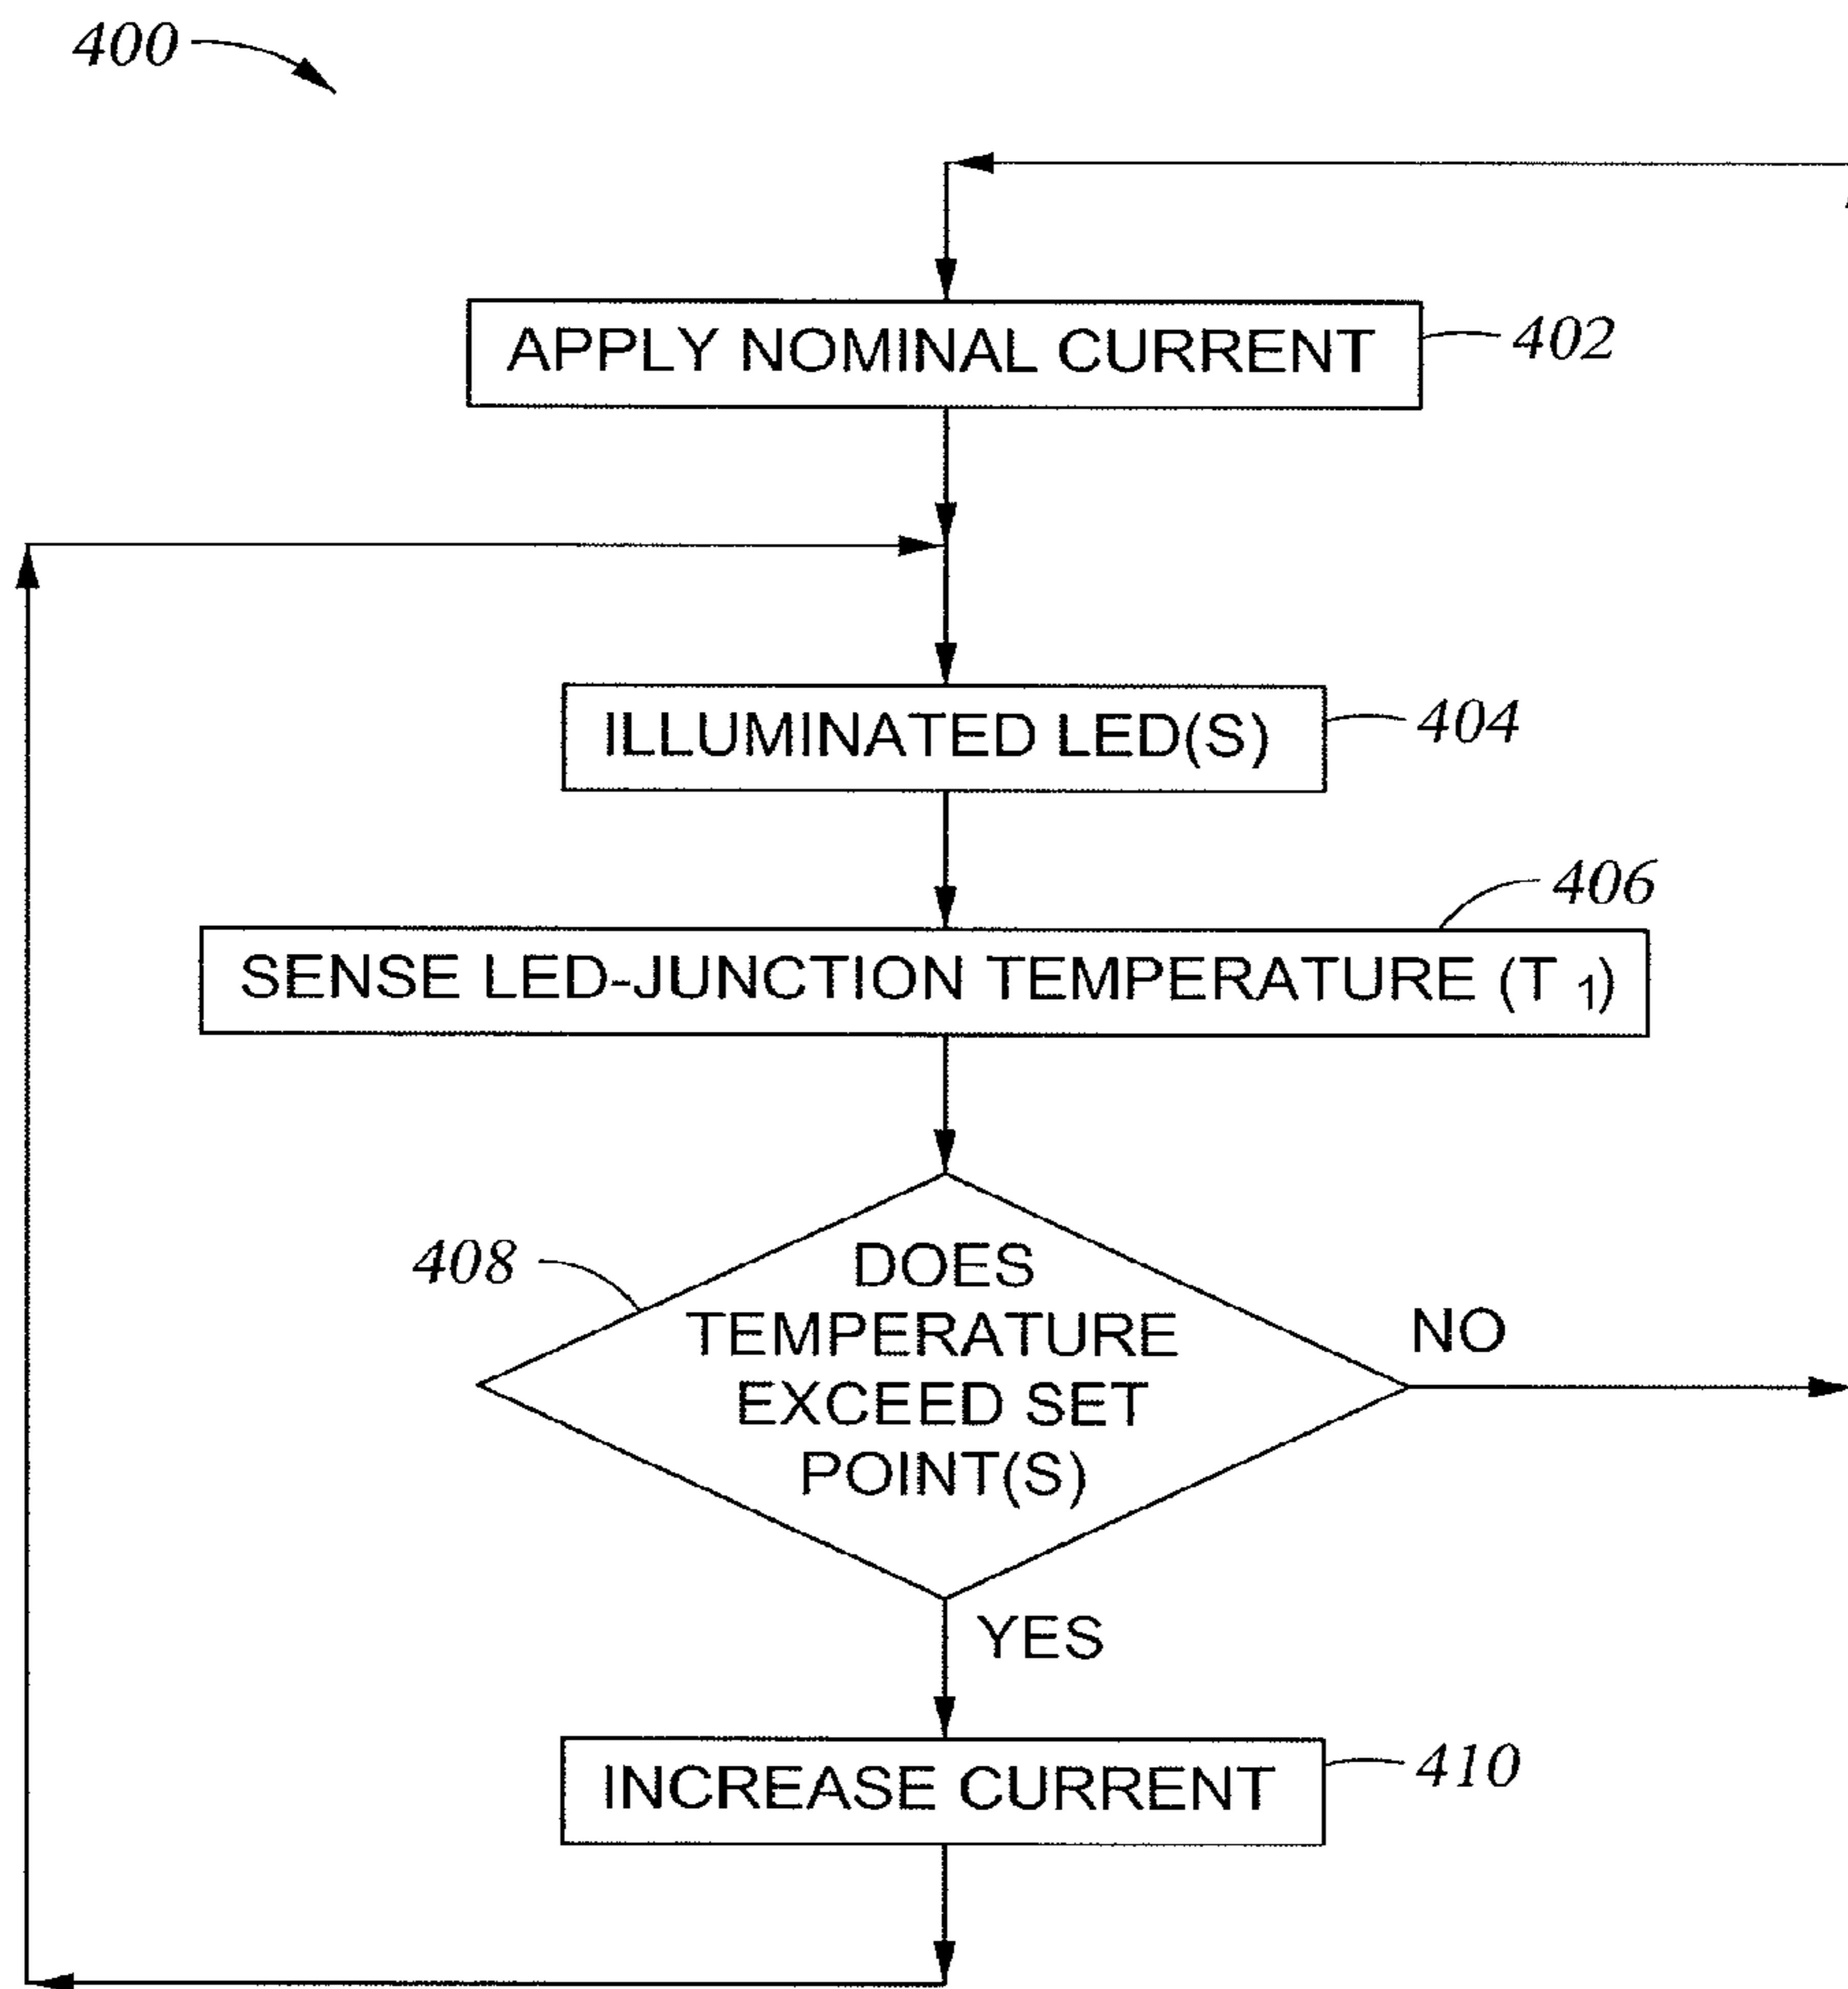 400
APPLY NOMINAL CURRENT
402
ILLUMINATED LED(S)
404
406
SENSE LED-JUNCTION TEMPERATURE (T 1)
408
DOES
TEMPERATURE
EXCEED SET
POINT(S)
NO
YES
INCREASE CURRENT
410